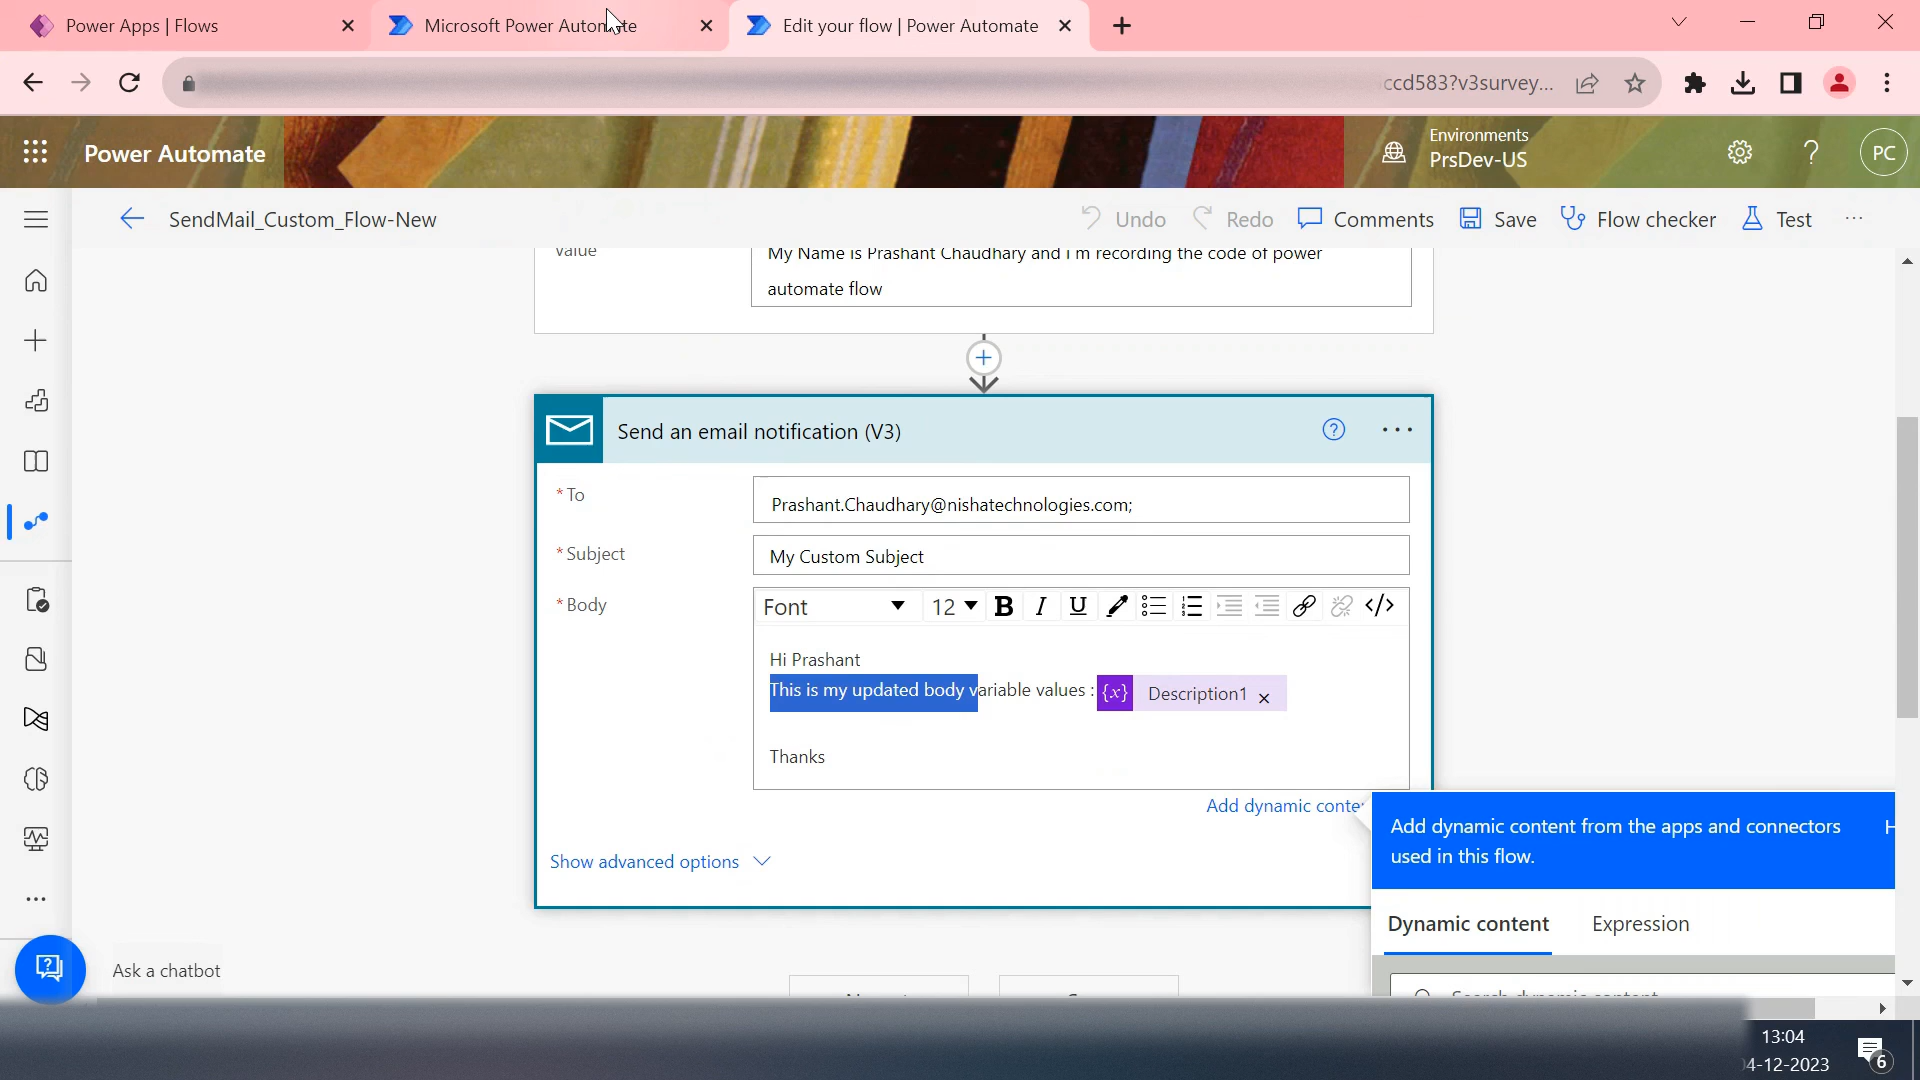 Power Apps | Flows
Microsoft Power Automate
Edit your flow | Power Automate
ccd583?v3survey...
Power Automate
Environments
PrsDev-US
PC
SendMail_Custom_Flow-New
Undo
Redo
Comments
Save
Flow checker
Test
Value
My Name is Prashant Chaudhary and I'm recording the code of power
automate flow
Send an email notification (V3)
* To
Prashant.Chaudhary@nishatechnologies.com;
* Subject
My Custom Subject
* Body
Font
12
Hi Prashant
This is my updated body variable values : {x} Description1
Thanks
Add dynamic conte
Show advanced options
Add dynamic content from the apps and connectors
used in this flow.
Dynamic content
Expression
Search dynamic content
Ask a chatbot
13:04
4-12-2023
6